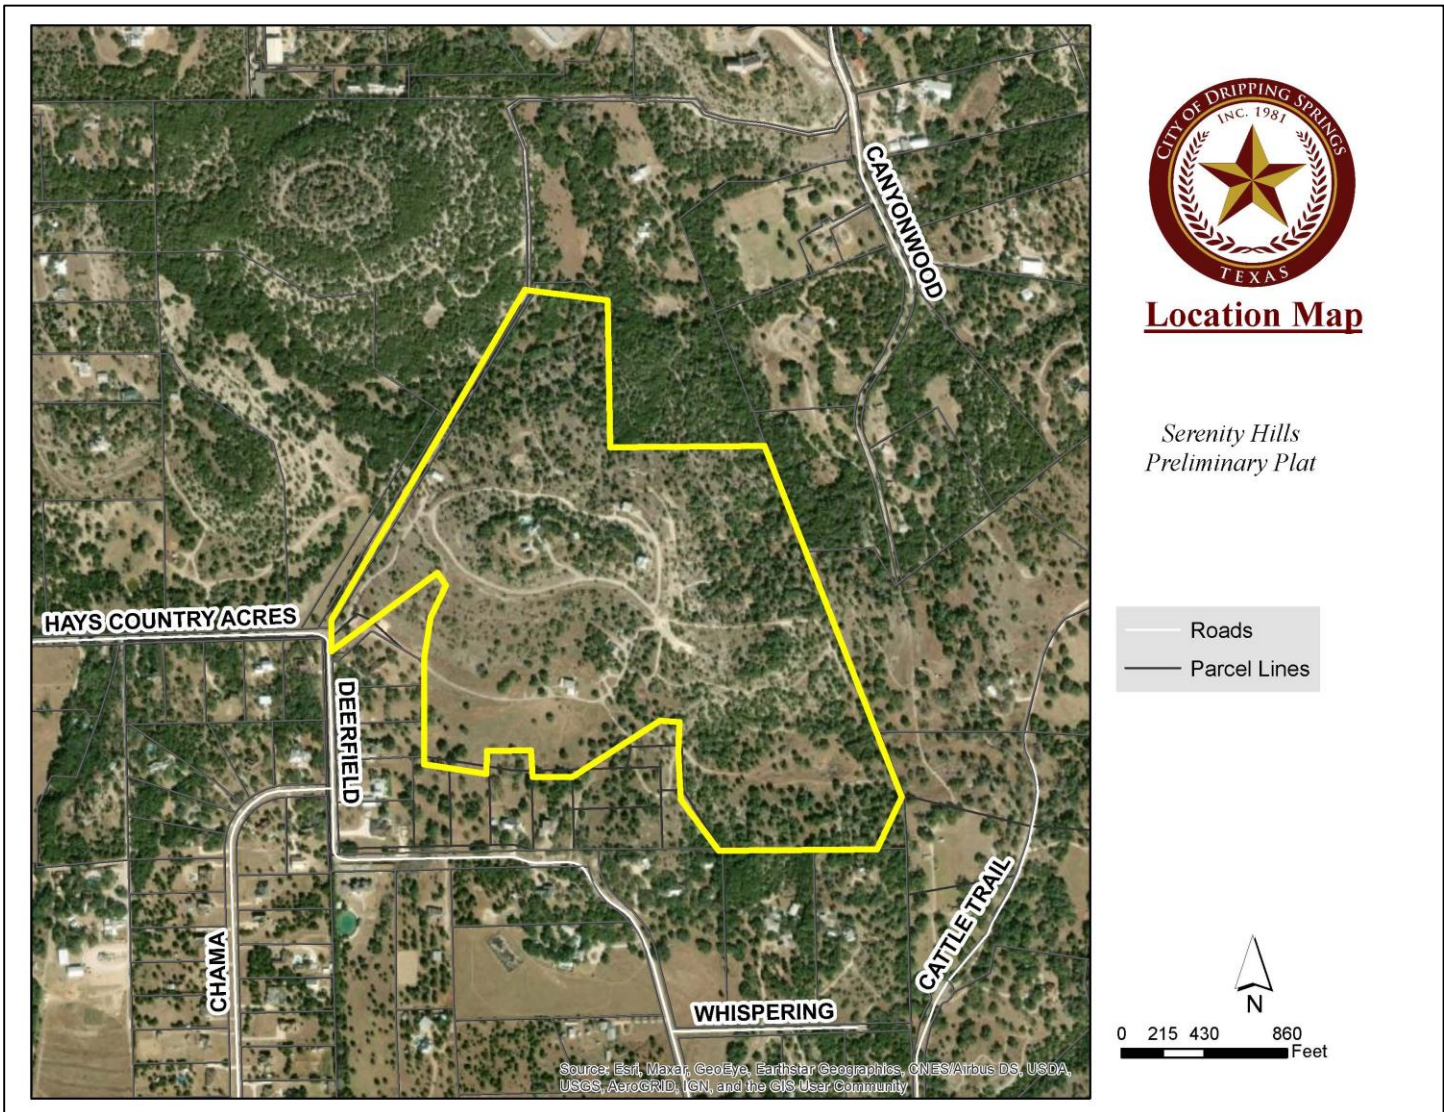 CITY OF DRIPPING SPRINGS
INC. 1981
TEXAS
Location Map
Serenity Hills
Preliminary Plat
CANYONWOOD
HAYS COUNTRY ACRES
DEERFIELD
CHAMA
WHISPERING
CATTLE TRAIL
Roads
Parcel Lines
N
0 215 430 860
Feet
Source: Esri, Maxar, GeoEye, Earthstar Geographics, CNES/Airbus DS, USDA,
USGS, AeroGRID, IGN, and the GIS User Community